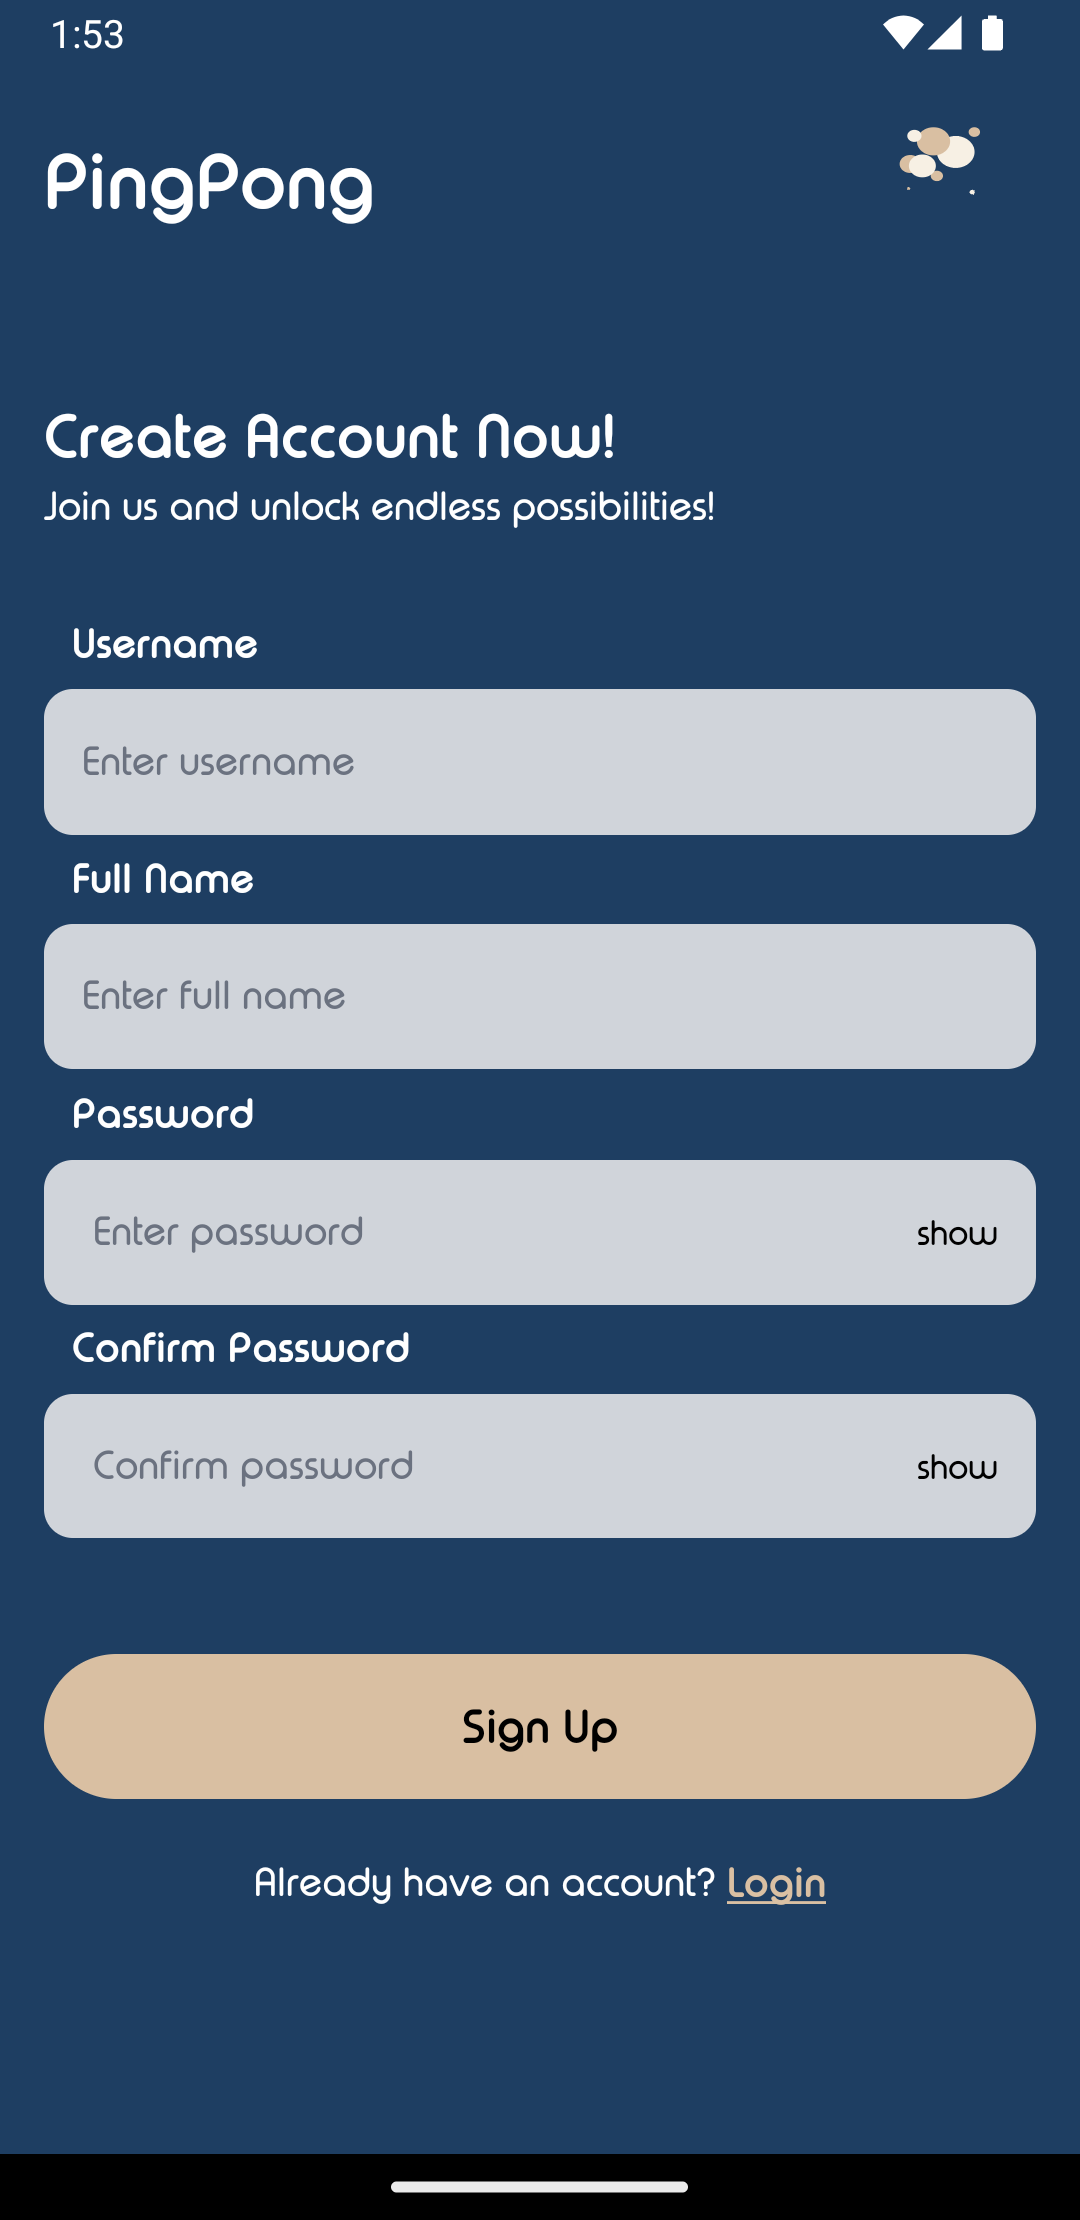 1:53
PingPong
Create Account Now!
Join us and unlock endless possibilities!
Username
Enter username
Full Name
Enter full name
Password
Enter password show
Confirm Password
Confirm password show
Sign Up
Already have an account? Login